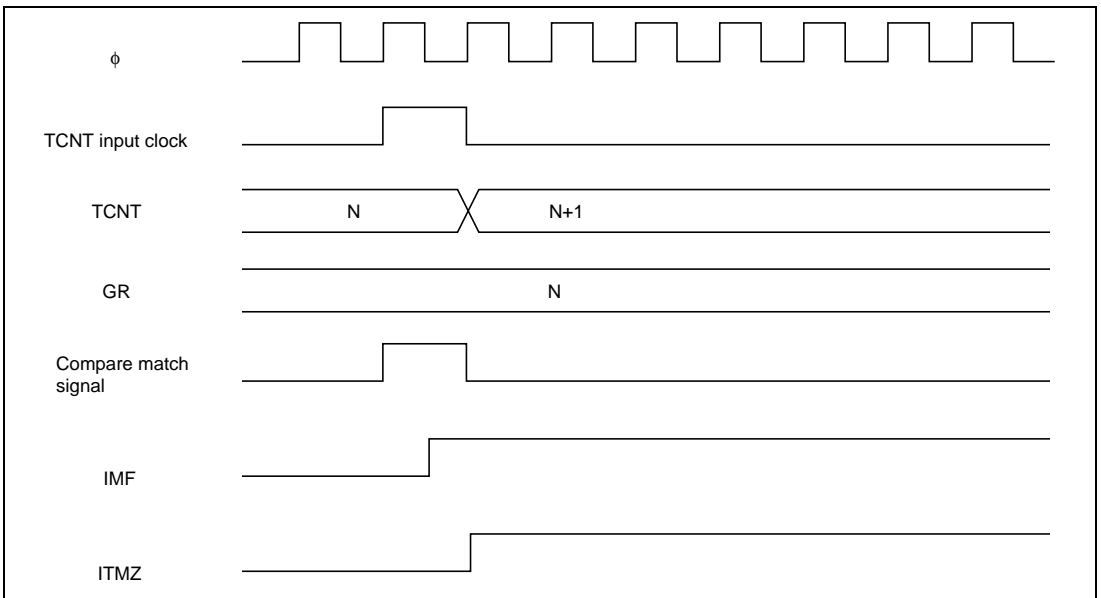 ϕ
TCNT input clock
TCNT
N
N+1
GR
N
Compare match
signal
IMF
ITMZ